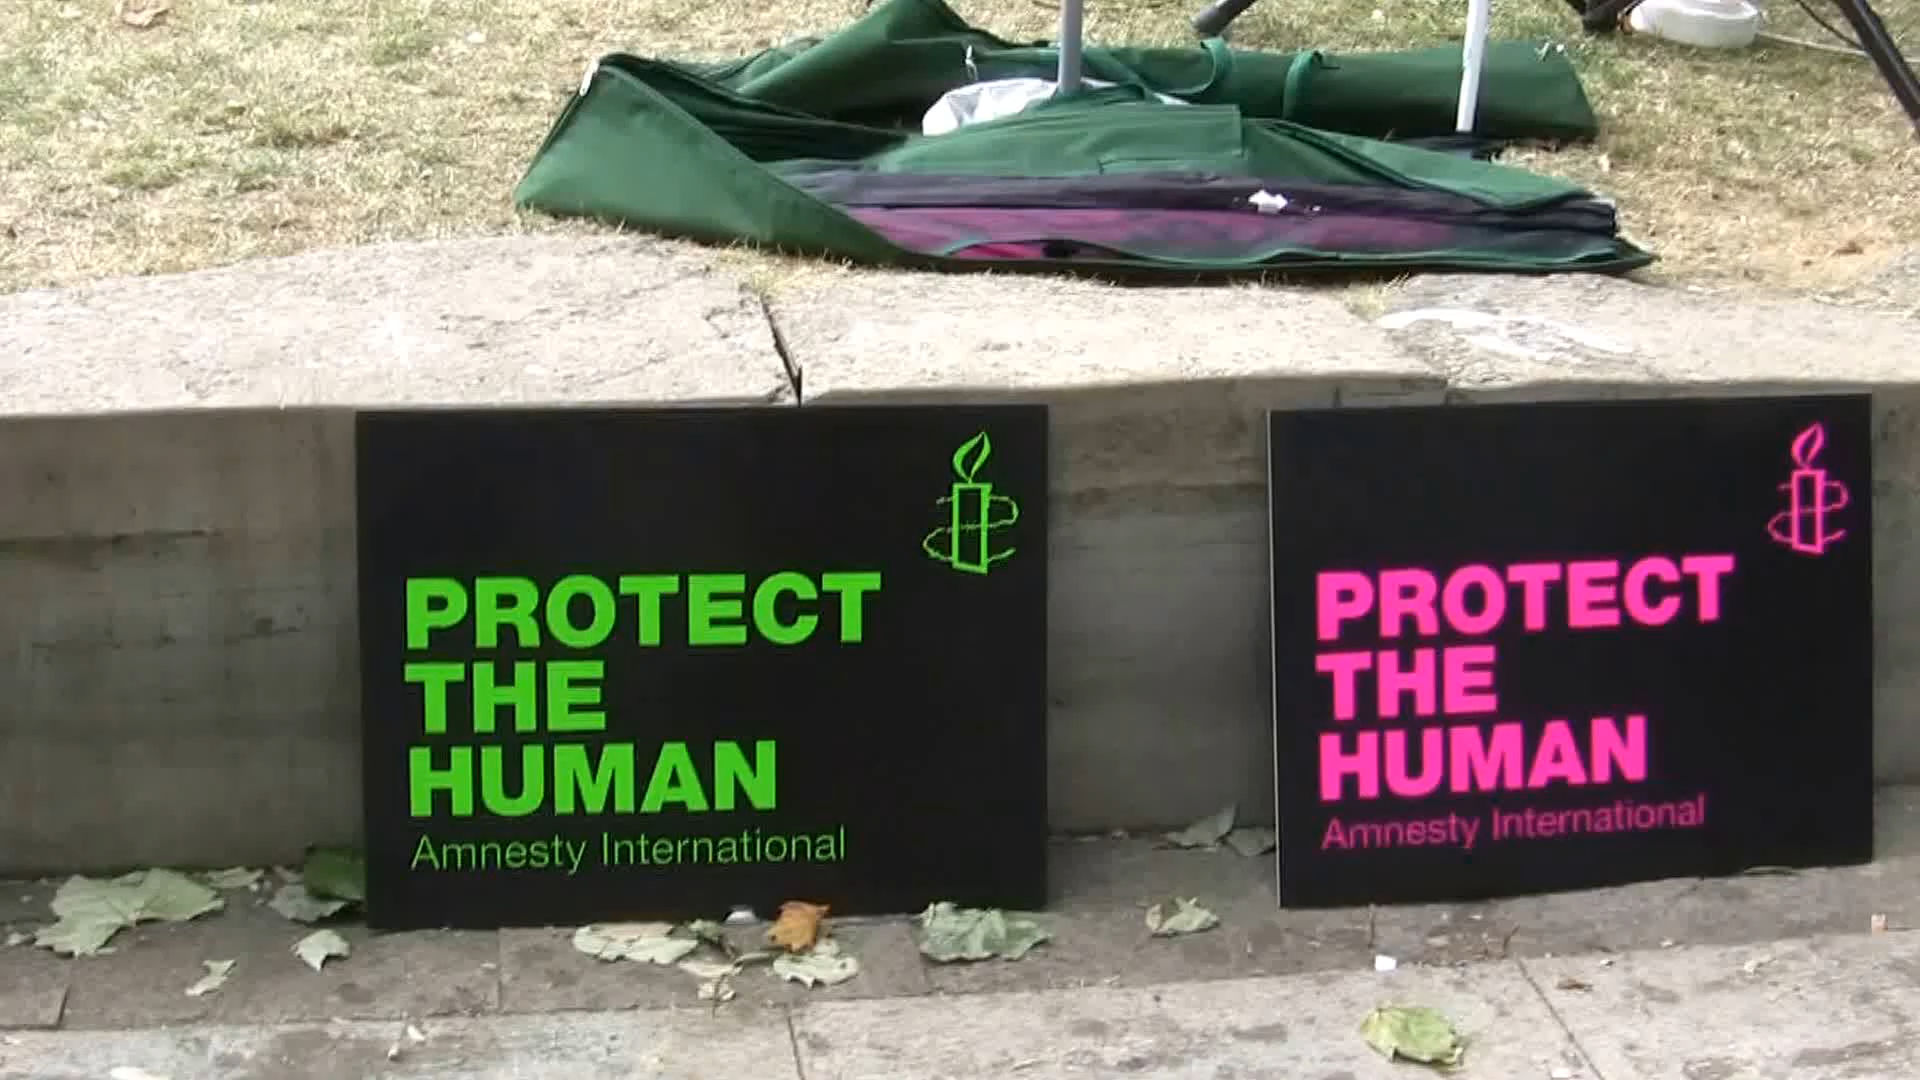 PROTECT
THE
HUMAN
Amnesty International
PROTECT
THE
HUMAN
Amnesty International